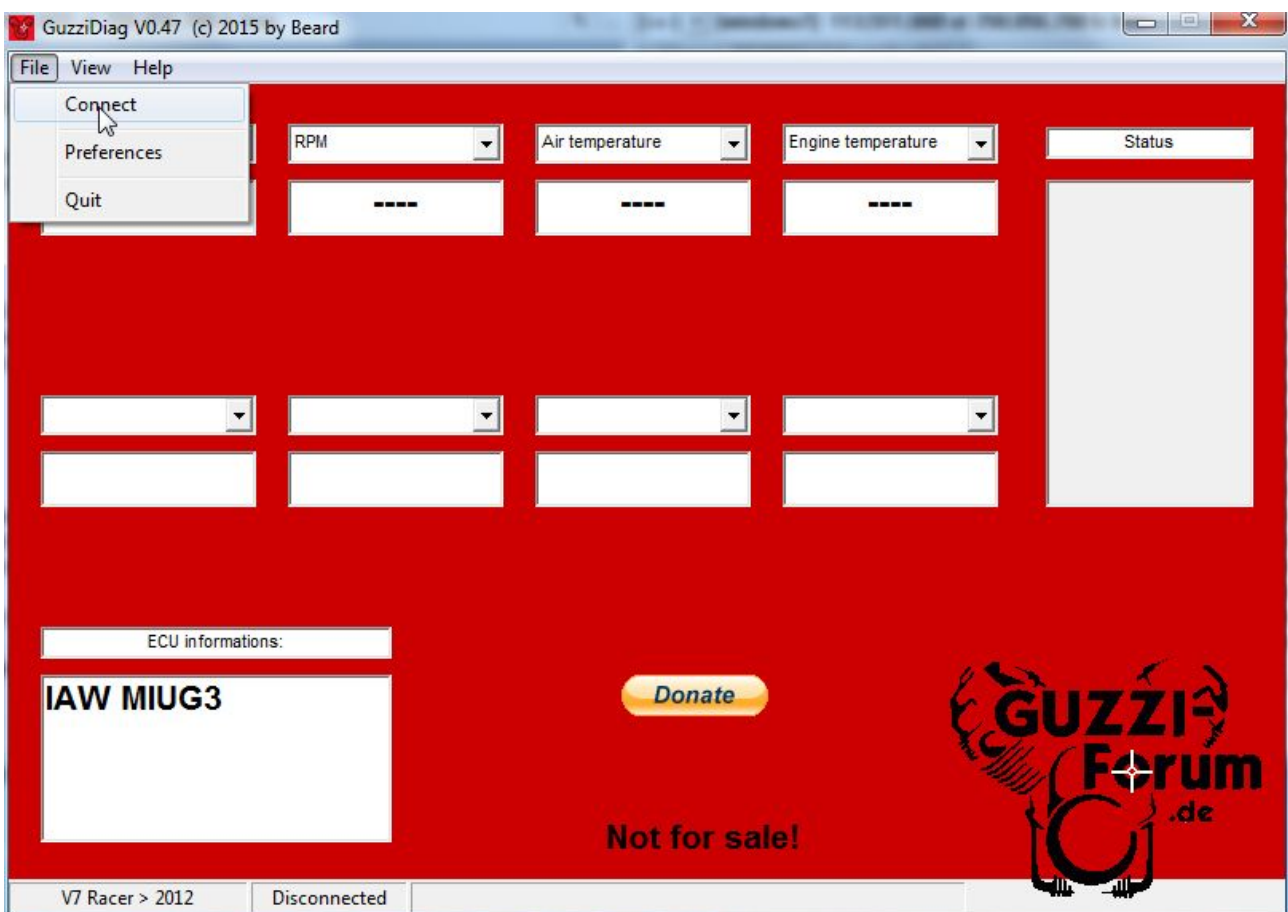 GuzziDiag V0.47 (c) 2015 by Beard
File View Help
Connect
Preferences
Quit
RPM
Air temperature
Engine temperature
Status
----
----
----
ECU informations:
IAW MIUG3
Donate
GUZZI-
Forum
.de
Not for sale!
V7 Racer > 2012
Disconnected